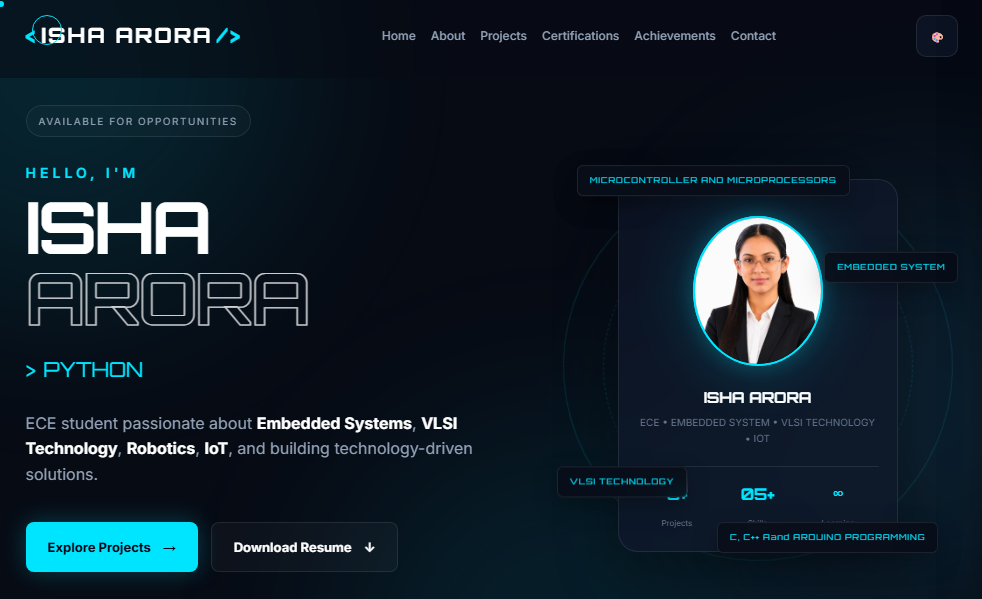 <ISHA ARORA/>
Home About Projects Certifications Achievements Contact
AVAILABLE FOR OPPORTUNITIES
HELLO, I'M
ISHA
ARORA
> PYTHON
ECE student passionate about Embedded Systems, VLSI
Technology, Robotics, IoT, and building technology-driven
solutions.
Explore Projects →
Download Resume ↓
MICROCONTROLLER AND MICROPROCESSORS
EMBEDDED SYSTEM
ISHA ARORA
ECE • EMBEDDED SYSTEM • VLSI TECHNOLOGY
• IOT
VLSI TECHNOLOGY
05+ ∞
Projects
C, C++ Aand ARDUINO PROGRAMMING